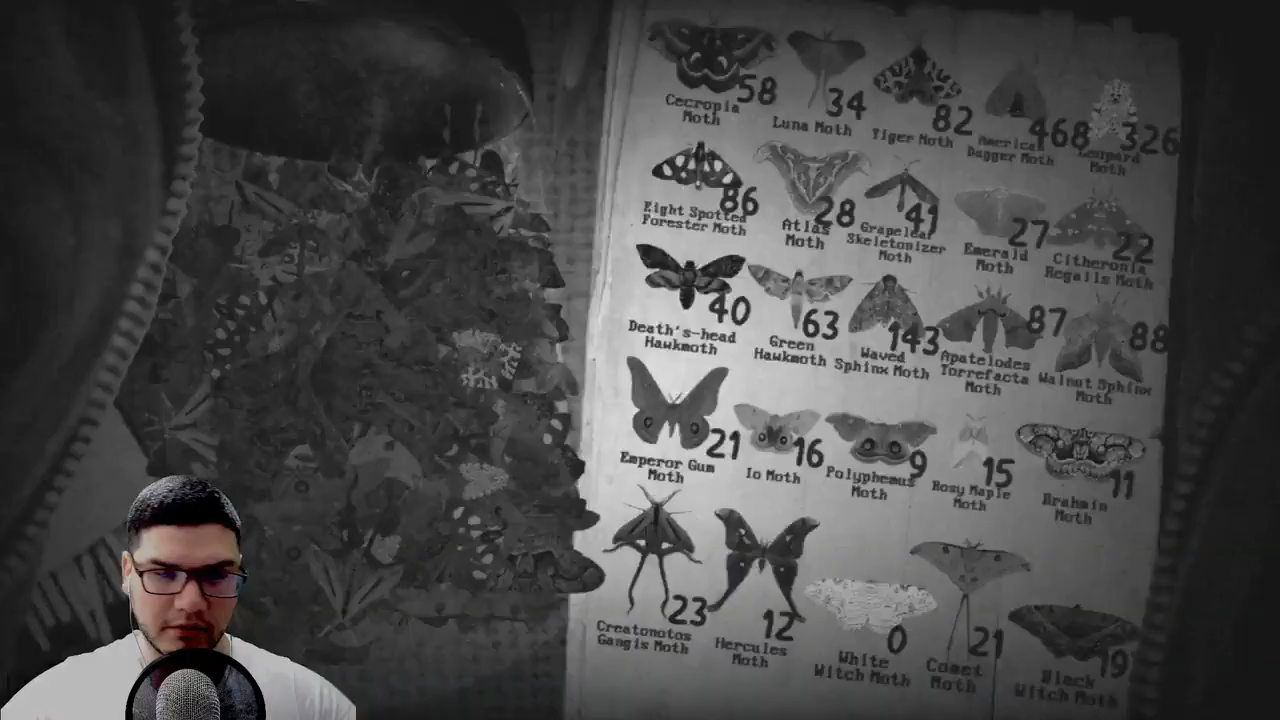 58
Cecropia
Moth
34
Luna Moth
82
Tiger Moth
468
America
Dagger Moth
326
Leopard
Moth
86
Eight Spotted
Forester Moth
28
Atlas
Moth
41
Grapeleaf
Skeletonizer
Moth
27
Emerald
Moth
22
Citheronia
Regalis Moth
40
Death's-head
Hawkmoth
63
Green
Hawkmoth
143
Waved
Sphinx Moth
87
Apatelodes
Torrefacta
Moth
88
Walnut Sphinx
Moth
21
Emperor Gum
Moth
16
Io Moth
9
Polyphemus
Moth
15
Rosy Maple
Moth
11
Brahmin
Moth
23
Creatonotos
Gangis Moth
12
Hercules
Moth
0
White
Witch Moth
21
Comet
Moth
19
Black
Witch Moth